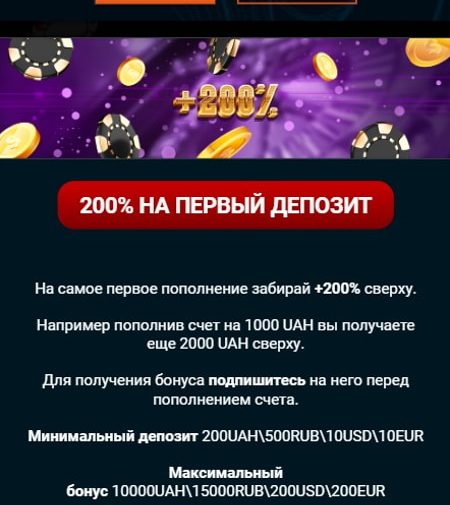 +200%
200% НА ПЕРВЫЙ ДЕПОЗИТ
На самое первое пополнение забирай +200% сверху.
Например пополнив счет на 1000 UAH вы получаете
еще 2000 UAH сверху.
Для получения бонуса подпишитесь на него перед
пополнением счета.
Минимальный депозит 200UAH\500RUB\10USD\10EUR
Максимальный
бонус 10000UAH\15000RUB\200USD\200EUR